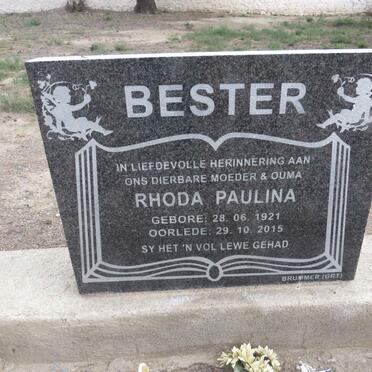 BESTER
IN LIEFDEVOLLE HERINNERING AAN
ONS DIERBARE MOEDER & OUMA
RHODA PAULINA
GEBORE: 28. 06. 1921
OORLEDE: 29. 10. 2015
SY HET 'N VOL LEWE GEHAD
BRUMMER (GRT)